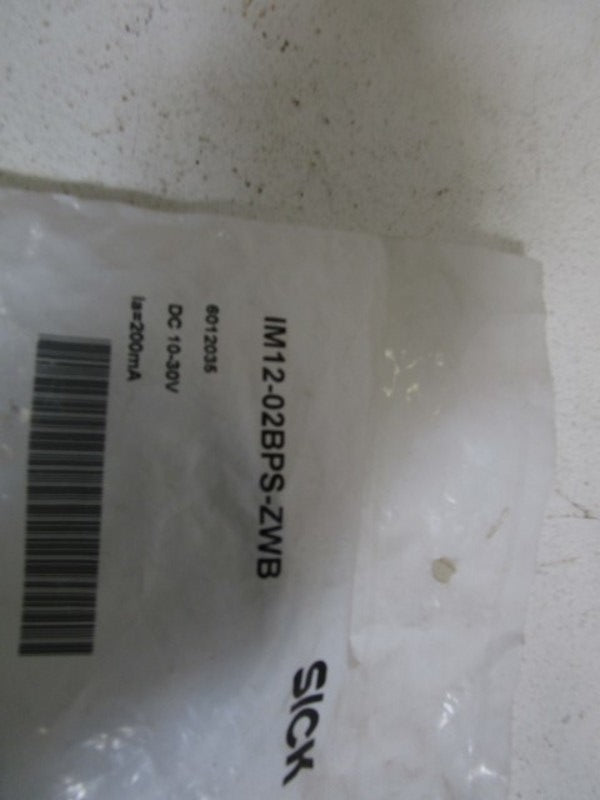 SICK
IM12-02BPS-ZWB
6012035
DC 10-30V
Ia=200mA